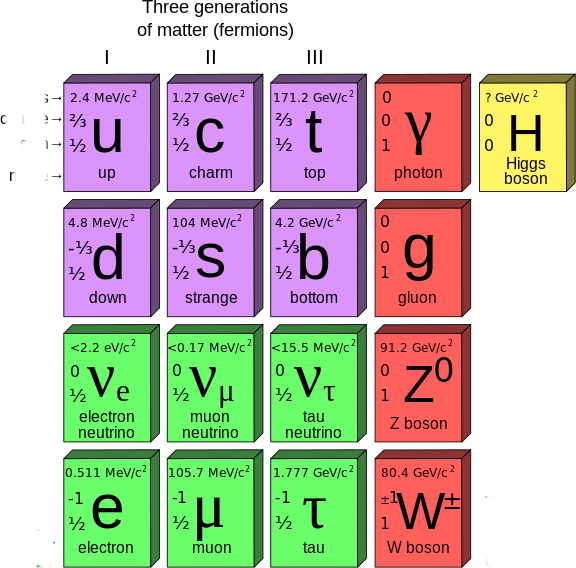 Three generations
of matter (fermions)
I II III
2.4 MeV/c²
⅔
½
u
up
1.27 GeV/c²
⅔
½
c
charm
171.2 GeV/c²
⅔
½
t
top
0
0
1
γ
photon
? GeV/c²
0
0
H
Higgs
boson
4.8 MeV/c²
-⅓
½
d
down
104 MeV/c²
-⅓
½
s
strange
4.2 GeV/c²
-⅓
½
b
bottom
0
0
1
g
gluon
<2.2 eV/c²
0
½
νe
electron
neutrino
<0.17 MeV/c²
0
½
νμ
muon
neutrino
<15.5 MeV/c²
0
½
ντ
tau
neutrino
91.2 GeV/c²
0
1
Z⁰
Z boson
0.511 MeV/c²
-1
½
e
electron
105.7 MeV/c²
-1
½
μ
muon
1.777 GeV/c²
-1
½
τ
tau
80.4 GeV/c²
±1
1
W±
W boson